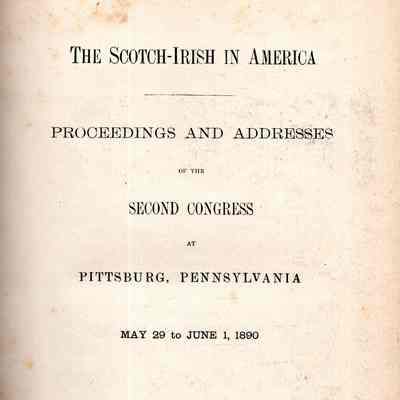 THE SCOTCH-IRISH IN AMERICA
PROCEEDINGS AND ADDRESSES
OF THE
SECOND CONGRESS
AT
PITTSBURG, PENNSYLVANIA
MAY 29 to JUNE 1, 1890